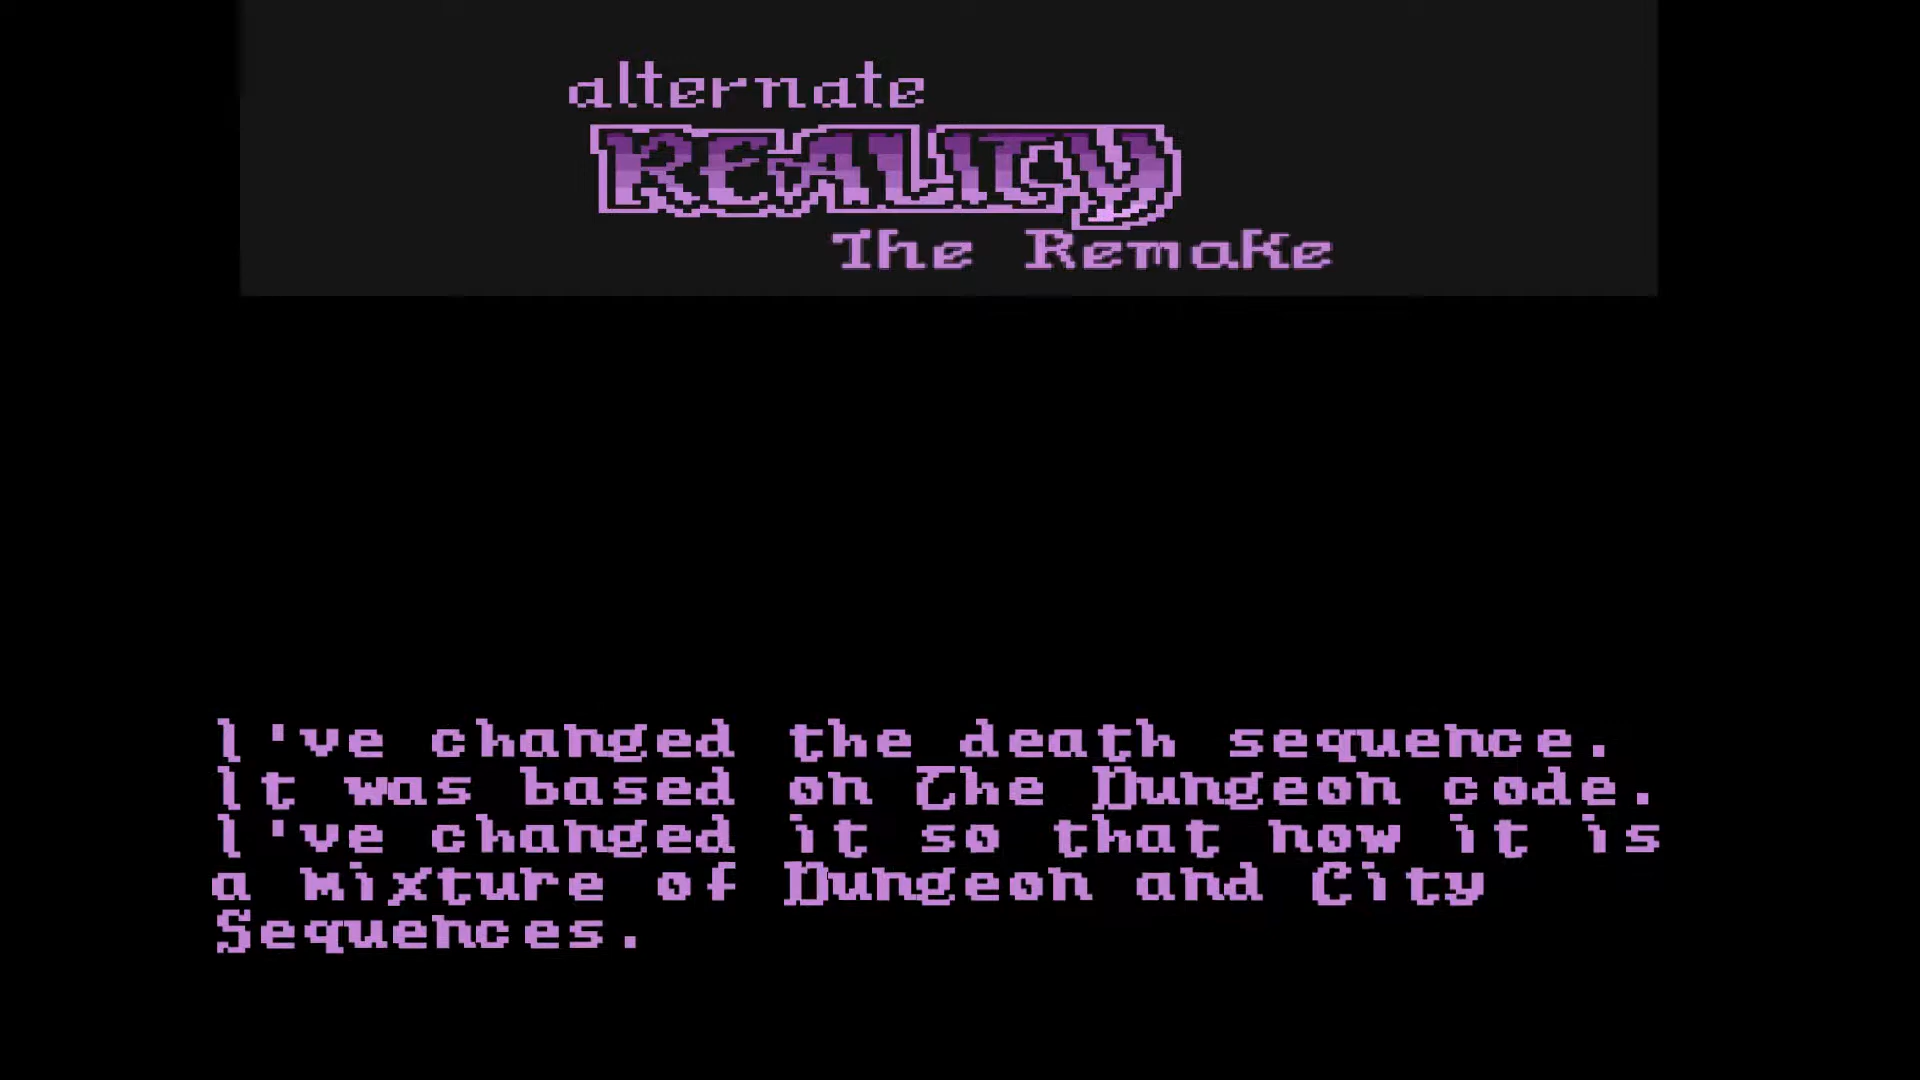 alternate
REALITY
The Remake
I've changed the death sequence.
It was based on The Dungeon code.
I've changed it so that now it is
a mixture of Dungeon and City
Sequences.